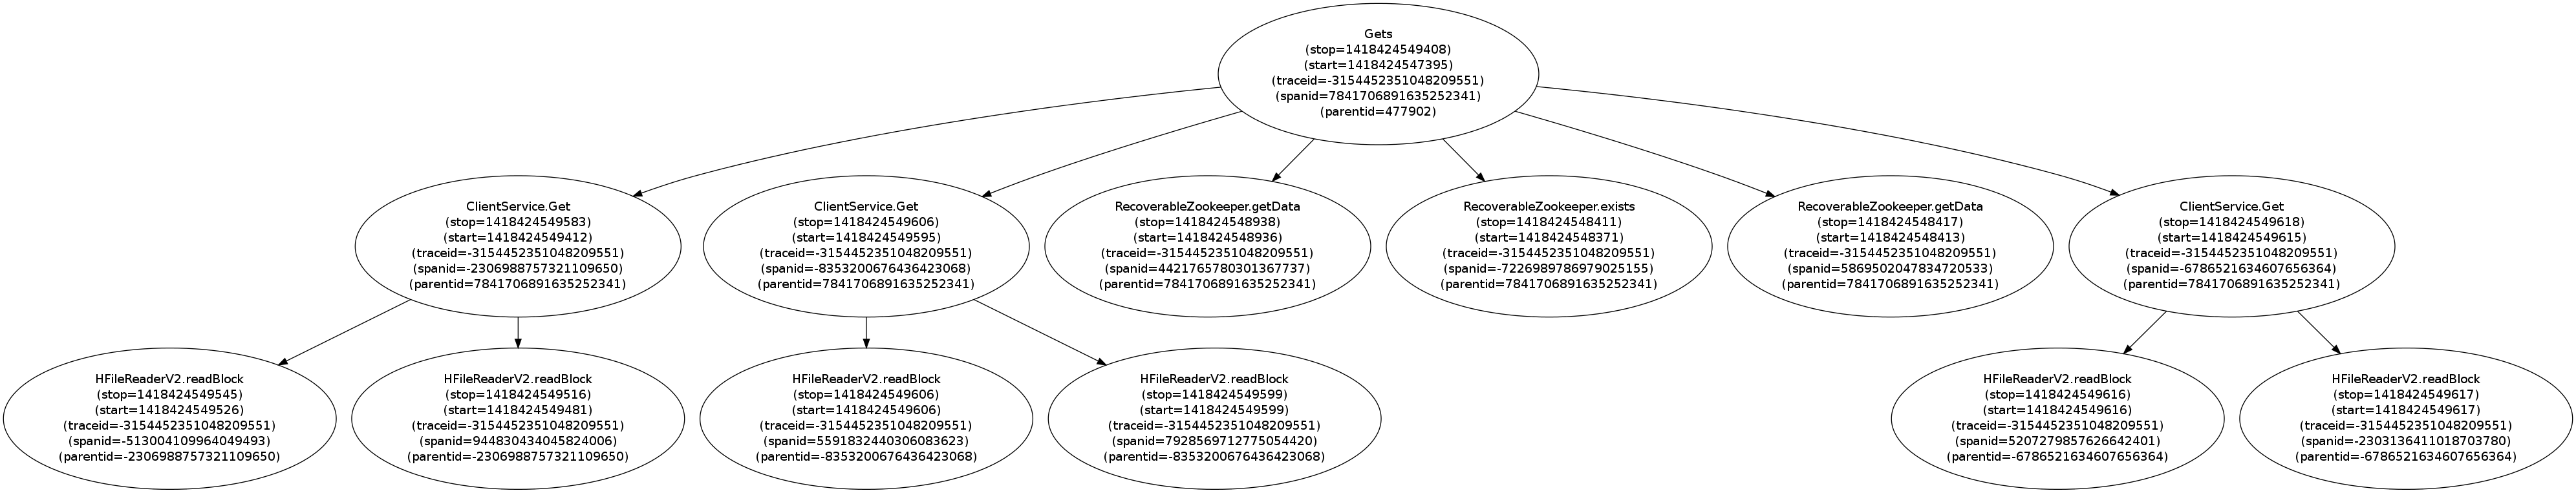 Gets
(stop=1418424549408)
(start=1418424547395)
(traceid=-3154452351048209551)
(spanid=7841706891635252341)
(parentid=477902)
ClientService.Get
(stop=1418424549583)
(start=1418424549412)
(traceid=-3154452351048209551)
(spanid=-2306988757321109650)
(parentid=7841706891635252341)
ClientService.Get
(stop=1418424549606)
(start=1418424549595)
(traceid=-3154452351048209551)
(spanid=-8353200676436423068)
(parentid=7841706891635252341)
RecoverableZookeeper.getData
(stop=1418424548938)
(start=1418424548936)
(traceid=-3154452351048209551)
(spanid=4421765780301367737)
(parentid=7841706891635252341)
RecoverableZookeeper.exists
(stop=1418424548411)
(start=1418424548371)
(traceid=-3154452351048209551)
(spanid=-7226989786979025155)
(parentid=7841706891635252341)
RecoverableZookeeper.getData
(stop=1418424548417)
(start=1418424548413)
(traceid=-3154452351048209551)
(spanid=5869502047834720533)
(parentid=7841706891635252341)
ClientService.Get
(stop=1418424549618)
(start=1418424549615)
(traceid=-3154452351048209551)
(spanid=-6786521634607656364)
(parentid=7841706891635252341)
HFileReaderV2.readBlock
(stop=1418424549545)
(start=1418424549526)
(traceid=-3154452351048209551)
(spanid=-513004109964049493)
(parentid=-2306988757321109650)
HFileReaderV2.readBlock
(stop=1418424549516)
(start=1418424549481)
(traceid=-3154452351048209551)
(spanid=944830434045824006)
(parentid=-2306988757321109650)
HFileReaderV2.readBlock
(stop=1418424549606)
(start=1418424549606)
(traceid=-3154452351048209551)
(spanid=5591832440306083623)
(parentid=-8353200676436423068)
HFileReaderV2.readBlock
(stop=1418424549599)
(start=1418424549599)
(traceid=-3154452351048209551)
(spanid=7928569712775054420)
(parentid=-8353200676436423068)
HFileReaderV2.readBlock
(stop=1418424549616)
(start=1418424549616)
(traceid=-3154452351048209551)
(spanid=5207279857626642401)
(parentid=-6786521634607656364)
HFileReaderV2.readBlock
(stop=1418424549617)
(start=1418424549617)
(traceid=-3154452351048209551)
(spanid=-2303136411018703780)
(parentid=-6786521634607656364)